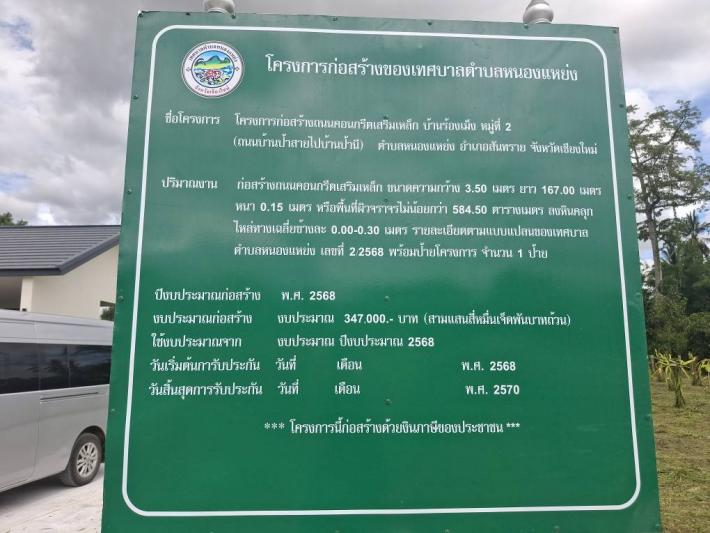 โครงการก่อสร้างของเทศบาลตำบลหนองแหย่ง
ชื่อโครงการ โครงการก่อสร้างถนนคอนกรีตเสริมเหล็ก บ้านร้องเม็ง หมู่ที่ 2
(ถนนบ้านป้าสายไปบ้านป้านี) ตำบลหนองแหย่ง อำเภอสันทราย จังหวัดเชียงใหม่
ปริมาณงาน ก่อสร้างถนนคอนกรีตเสริมเหล็ก ขนาดความกว้าง 3.50 เมตร ยาว 167.00 เมตร
หนา 0.15 เมตร หรือพื้นที่ผิวจราจรไม่น้อยกว่า 584.50 ตารางเมตร ลงหินคลุก
ไหล่ทางเฉลี่ยข้างละ 0.00-0.30 เมตร รายละเอียดตามแบบแปลนของเทศบาล
ตำบลหนองแหย่ง เลขที่ 2/2568 พร้อมป้ายโครงการ จำนวน 1 ป้าย
ปีงบประมาณก่อสร้าง พ.ศ. 2568
งบประมาณก่อสร้าง งบประมาณ 347,000.- บาท (สามแสนสี่หมื่นเจ็ดพันบาทถ้วน)
ใช้งบประมาณจาก งบประมาณ ปีงบประมาณ 2568
วันเริ่มต้นการรับประกัน วันที่ เดือน พ.ศ. 2568
วันสิ้นสุดการรับประกัน วันที่ เดือน พ.ศ. 2570
*** โครงการนี้ก่อสร้างด้วยเงินภาษีของประชาชน ***